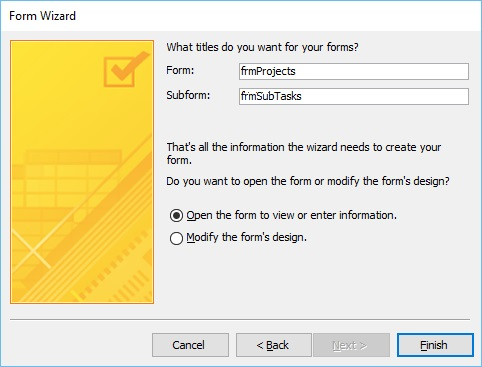 Form Wizard
What titles do you want for your forms?
Form: frmProjects
Subform: frmSubTasks
That's all the information the wizard needs to create your
form.
Do you want to open the form or modify the form's design?
Open the form to view or enter information.
Modify the form's design.
Cancel < Back Next > Finish